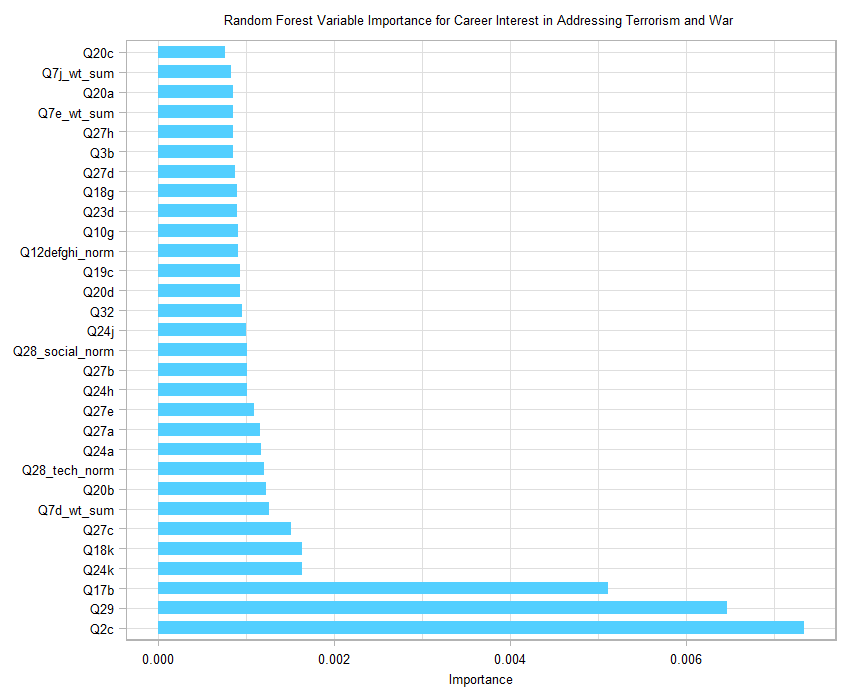 Random Forest Variable Importance for Career Interest in Addressing Terrorism and War
Q20c
Q7j_wt_sum
Q20a
Q7e_wt_sum
Q27h
Q3b
Q27d
Q18g
Q23d
Q10g
Q12defghi_norm
Q19c
Q20d
Q32
Q24j
Q28_social_norm
Q27b
Q24h
Q27e
Q27a
Q24a
Q28_tech_norm
Q20b
Q7d_wt_sum
Q27c
Q18k
Q24k
Q17b
Q29
Q2c
0.000 0.002 0.004 0.006
Importance